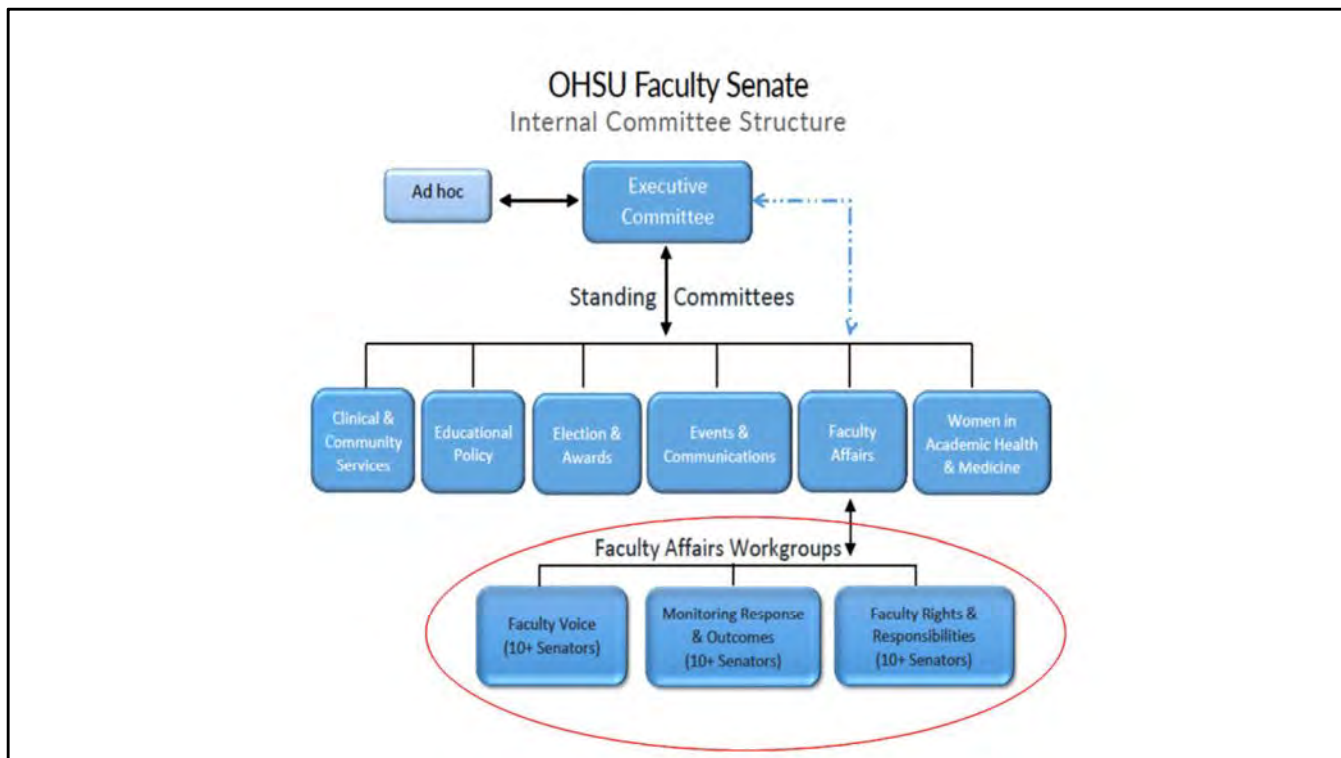 OHSU Faculty Senate
Internal Committee Structure
Ad hoc
Executive
Committee
Standing Committees
Clinical &
Community
Services
Educational
Policy
Election &
Awards
Events &
Communications
Faculty
Affairs
Women in
Academic Health
& Medicine
Faculty Affairs Workgroups
Faculty Voice
(10+ Senators)
Monitoring Response
& Outcomes
(10+ Senators)
Faculty Rights &
Responsibilities
(10+ Senators)